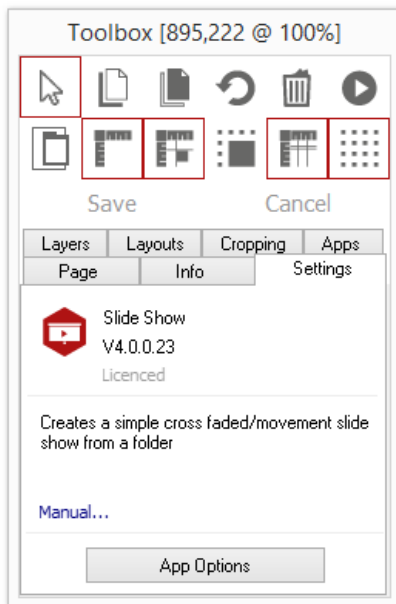 Toolbox [895,222 @ 100%]
Save Cancel
Layers Layouts Cropping Apps
Page Info Settings
Slide Show
V4.0.0.23
Licenced
Creates a simple cross faded/movement slide
show from a folder
Manual...
App Options